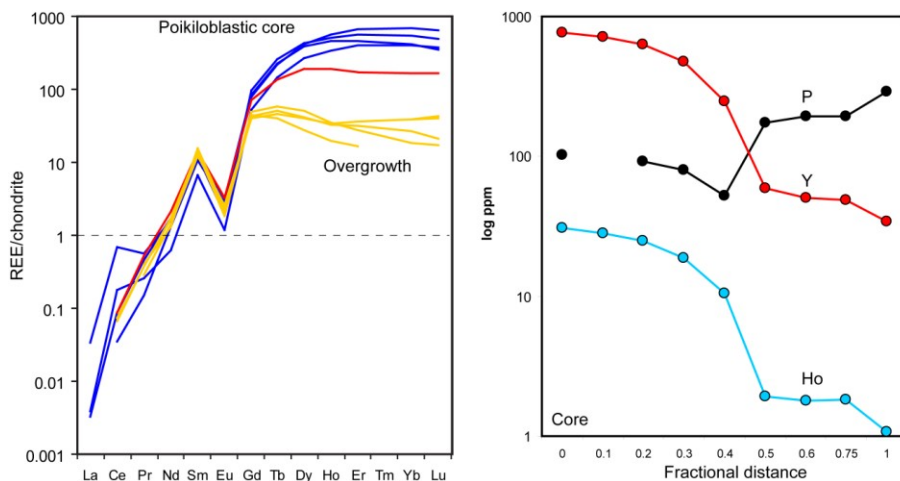 1000
100
10
1
0.1
0.01
0.001
REE/chondrite
Poikiloblastic core
Overgrowth
La Ce Pr Nd Sm Eu Gd Tb Dy Ho Er Tm Yb Lu
1000
100
10
1
log ppm
P
Y
Ho
Core
0 0.1 0.2 0.3 0.4 0.5 0.6 0.75 1
Fractional distance